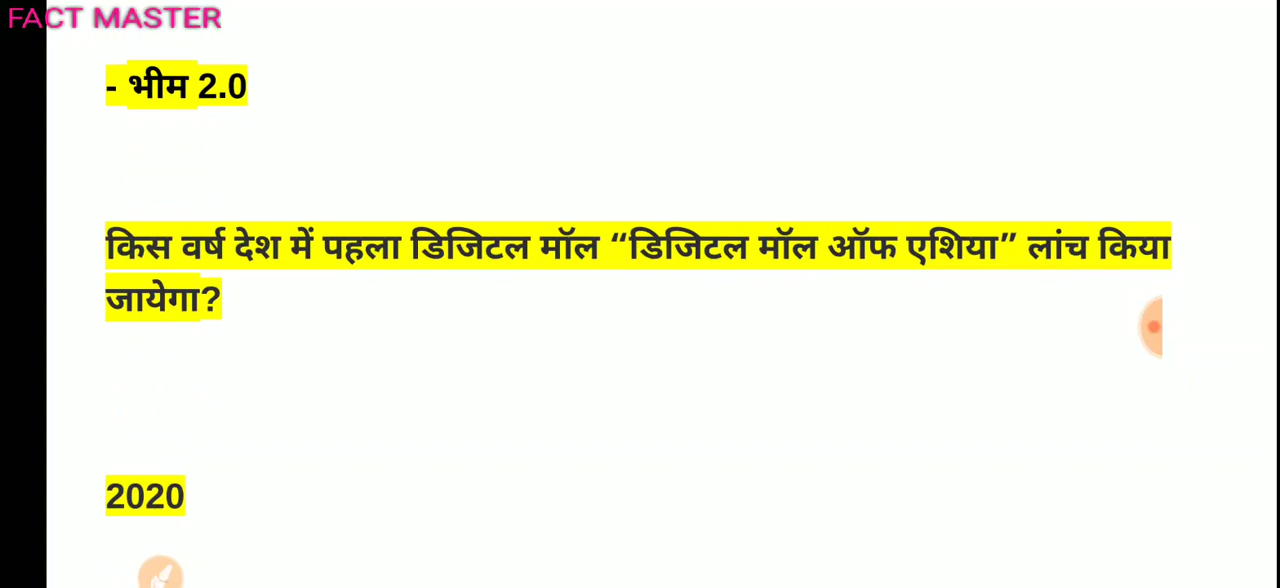 FACT MASTER
- भीम 2.0
किस वर्ष देश में पहला डिजिटल मॉल “डिजिटल मॉल ऑफ एशिया” लांच किया
जायेगा?
2020